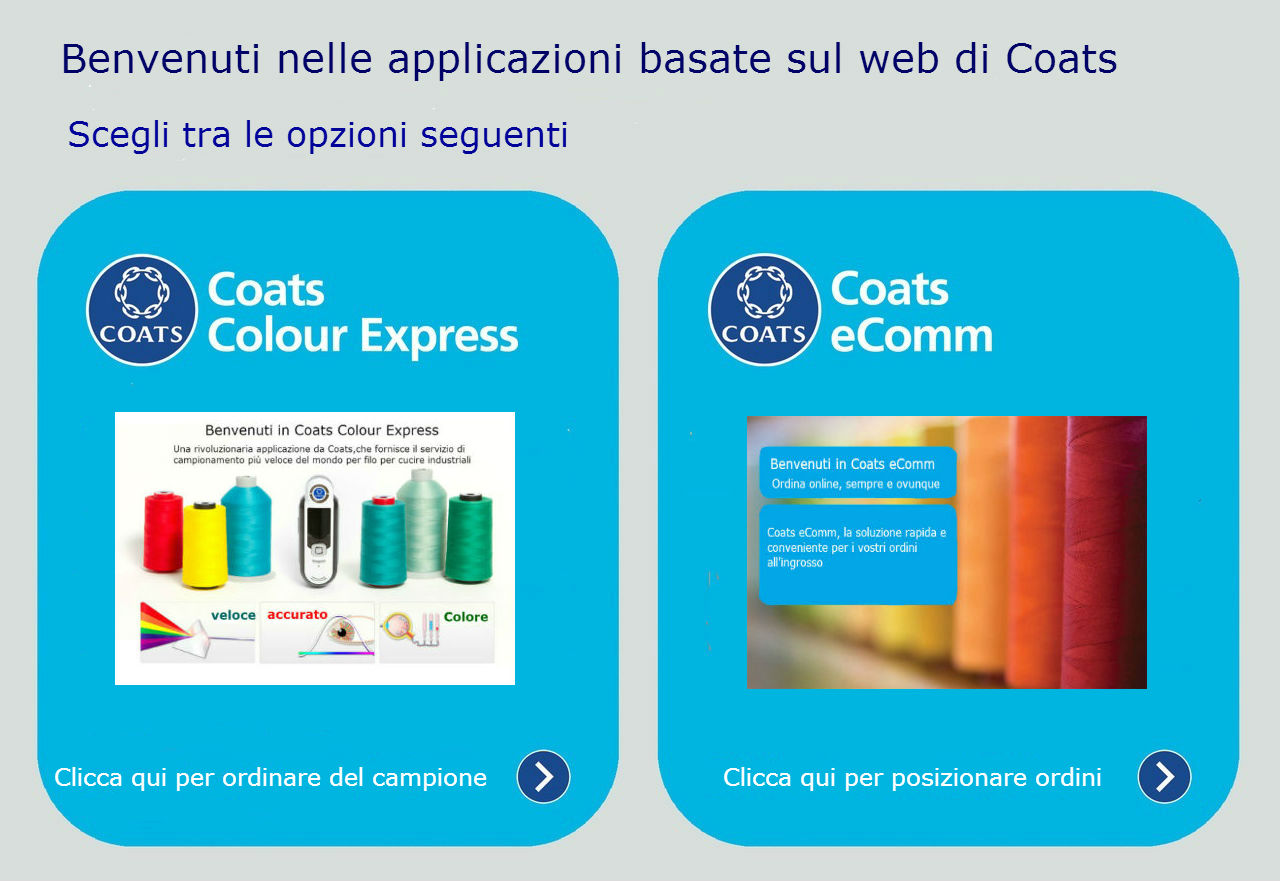 Benvenuti nelle applicazioni basate sul web di Coats
Scegli tra le opzioni seguenti
COATS
Coats
Colour Express
Benvenuti in Coats Colour Express
Una rivoluzionaria applicazione da Coats,che fornisce il servizio di
campionamento più veloce del mondo per filo per cucire industriali
veloce
accurato
Colore
Clicca qui per ordinare del campione
COATS
Coats
eComm
Benvenuti in Coats eComm
Ordina online, sempre e ovunque
Coats eComm, la soluzione rapida e
conveniente per i vostri ordini
all'ingrosso
Clicca qui per posizionare ordini